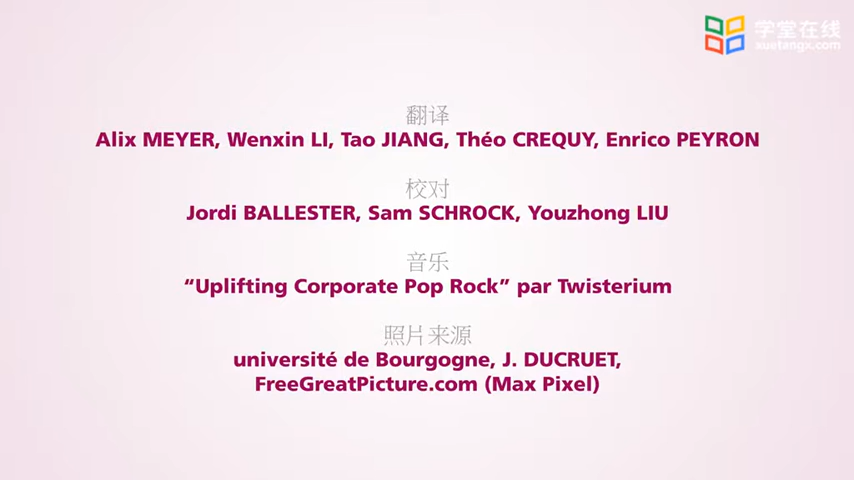 学堂在线
xuetangx.com
翻译
Alix MEYER, Wenxin LI, Tao JIANG, Théo CREQUY, Enrico PEYRON
校对
Jordi BALLESTER, Sam SCHROCK, Youzhong LIU
音乐
“Uplifting Corporate Pop Rock” par Twisterium
照片来源
université de Bourgogne, J. DUCRUET,
FreeGreatPicture.com (Max Pixel)